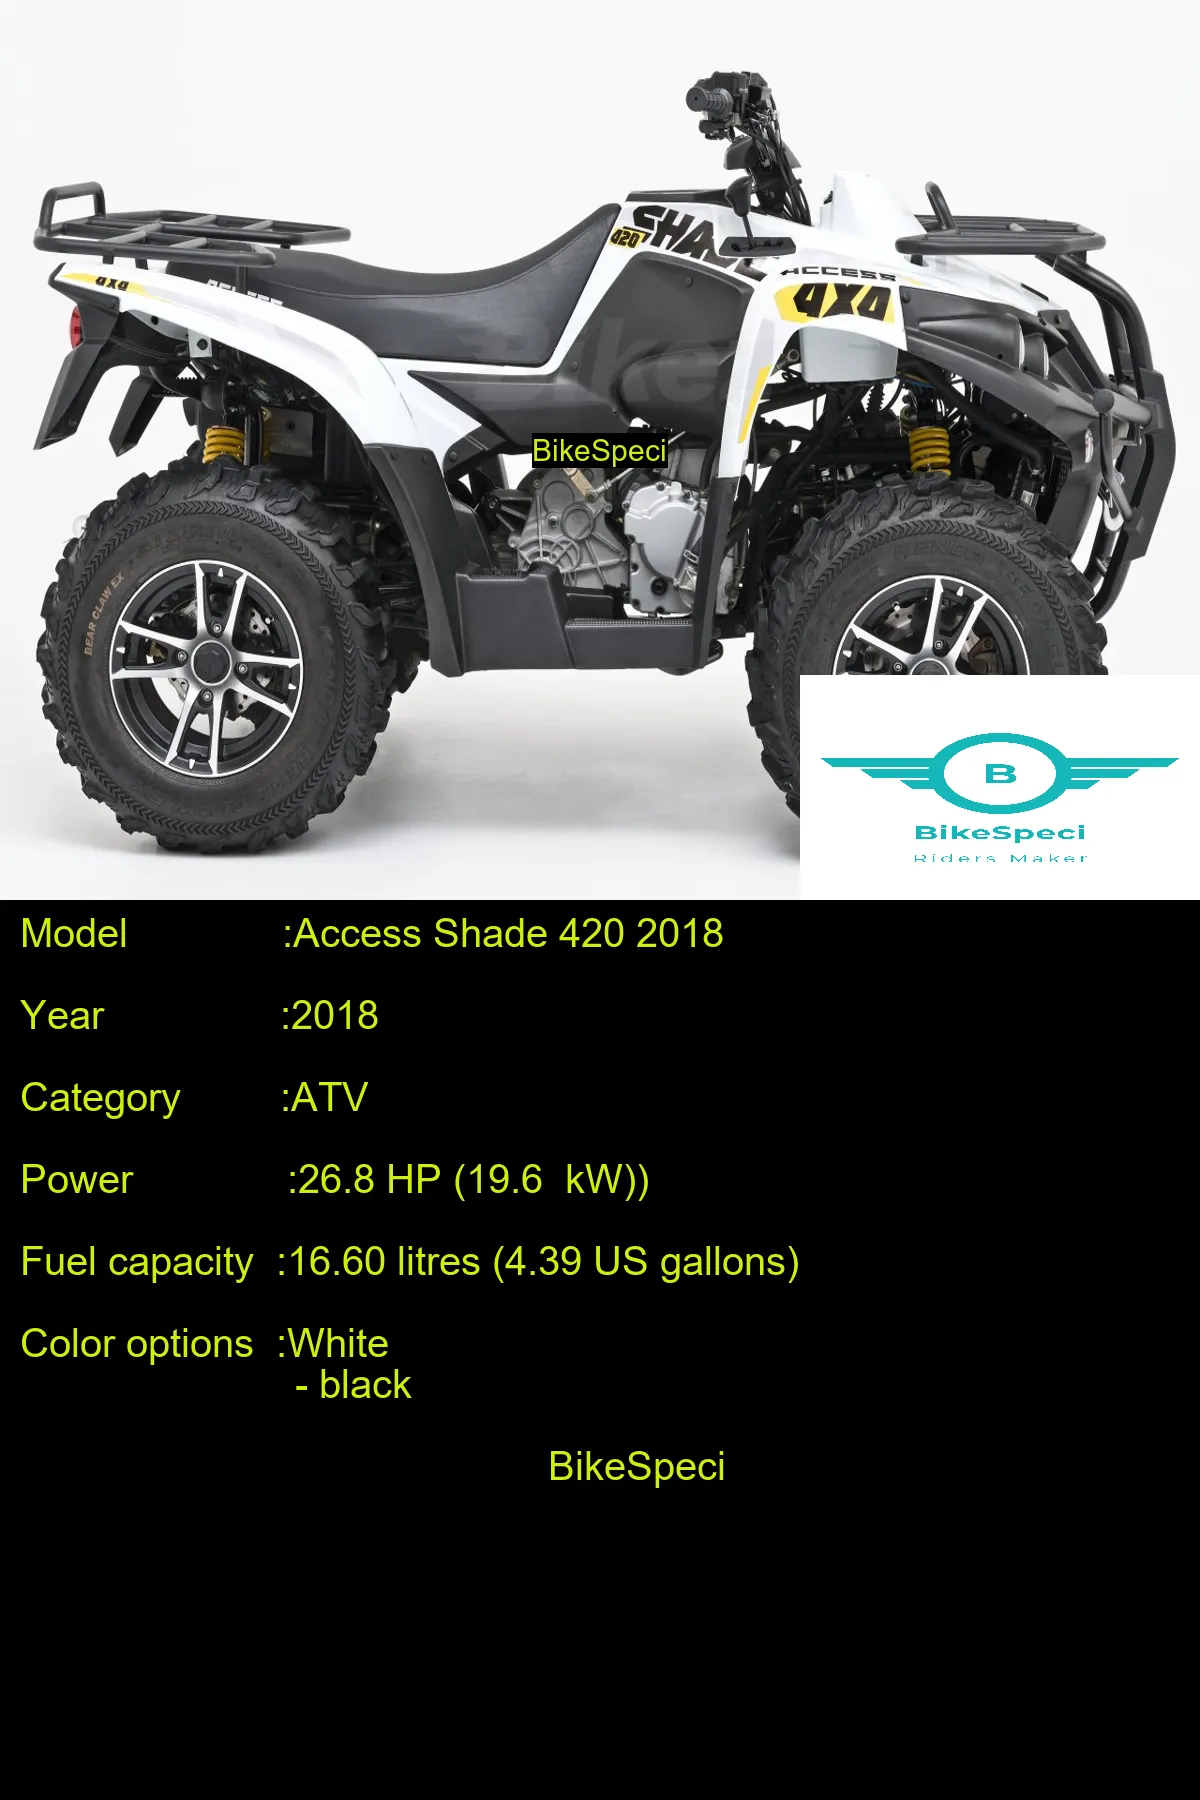 420
ACCESS
4X4
4X4
BikeSpeci
BEAR CLAW EX
B
BikeSpeci
Riders Maker
Model :Access Shade 420 2018
Year :2018
Category :ATV
Power :26.8 HP (19.6 kW))
Fuel capacity :16.60 litres (4.39 US gallons)
Color options :White
- black
BikeSpeci